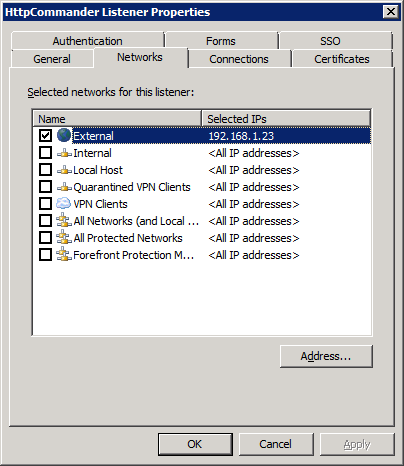 HttpCommander Listener Properties
Authentication Forms SSO
General Networks Connections Certificates
Selected networks for this listener:
Name Selected IPs
External 192.168.1.23
Internal <All IP addresses>
Local Host <All IP addresses>
Quarantined VPN Clients <All IP addresses>
VPN Clients <All IP addresses>
All Networks (and Local ... <All IP addresses>
All Protected Networks <All IP addresses>
Forefront Protection M... <All IP addresses>
Address...
OK Cancel Apply